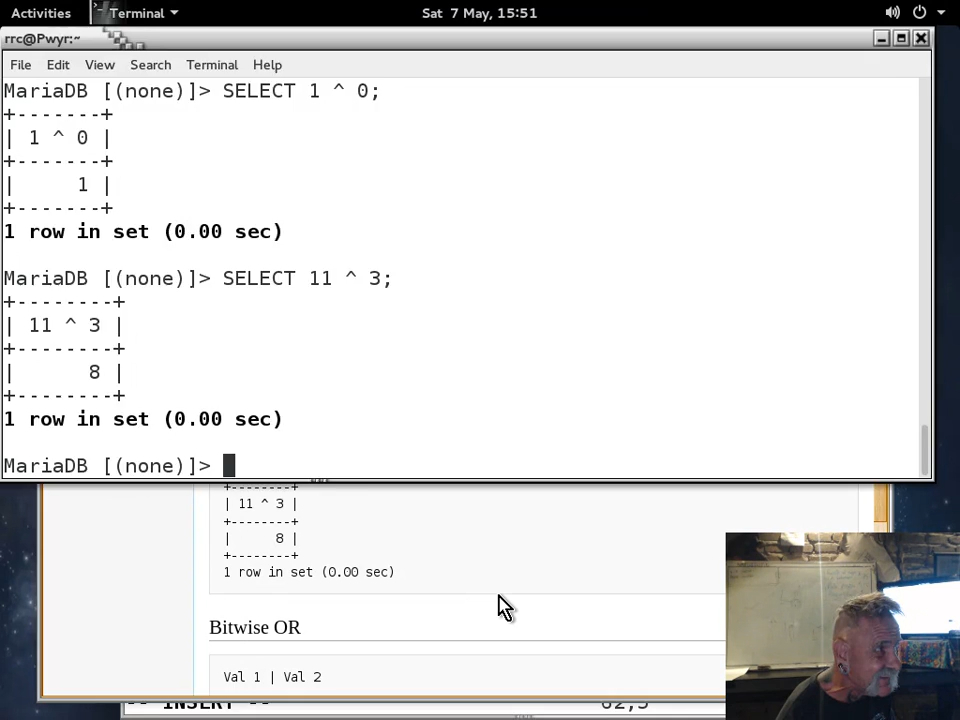 Activities Terminal Sat 7 May, 15:51
rrc@Pwyr:~
File Edit View Search Terminal Help
MariaDB [(none)]> SELECT 1 ^ 0;
+-------+
| 1 ^ 0 |
+-------+
|     1 |
+-------+
1 row in set (0.00 sec)
MariaDB [(none)]> SELECT 11 ^ 3;
+--------+
| 11 ^ 3 |
+--------+
|      8 |
+--------+
1 row in set (0.00 sec)
MariaDB [(none)]>
+--------+
| 11 ^ 3 |
+--------+
|      8 |
+--------+
1 row in set (0.00 sec)
Bitwise OR
Val 1 | Val 2
-- INSERT --